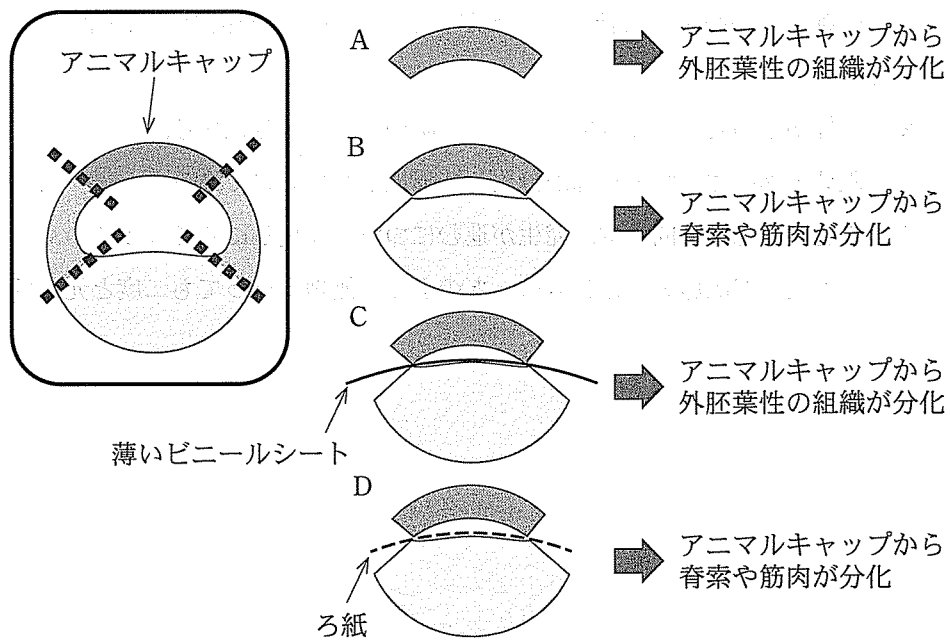 アニマルキャップ
A
アニマルキャップから
外胚葉性の組織が分化
B
アニマルキャップから
脊索や筋肉が分化
C
アニマルキャップから
外胚葉性の組織が分化
薄いビニールシート
D
アニマルキャップから
脊索や筋肉が分化
ろ紙